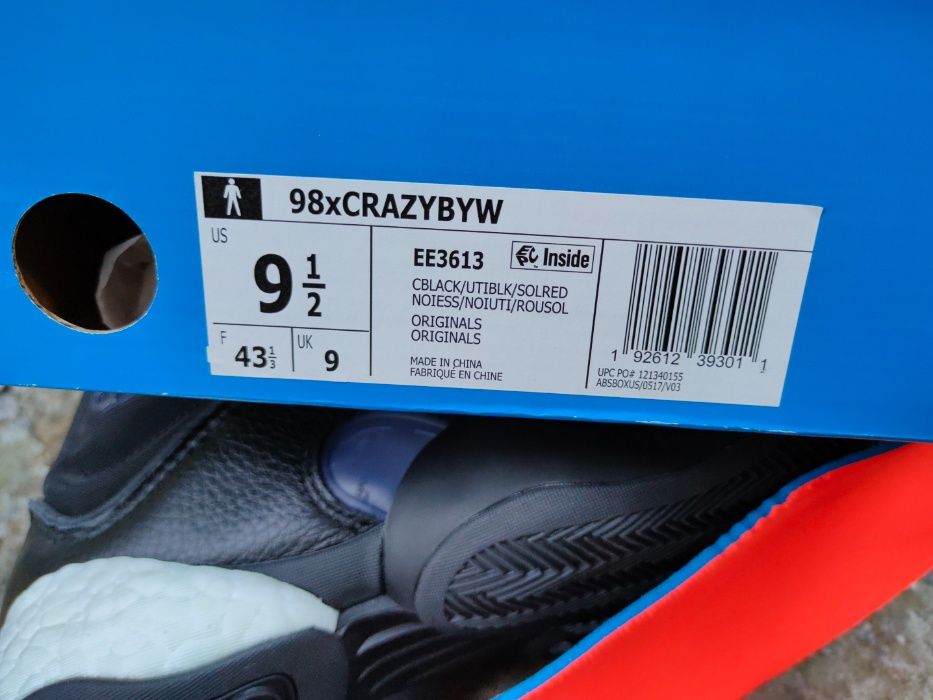 98xCRAZYBYW
US
9 1/2
F
43 1/3
UK
9
EE3613
Inside
CBLACK/UTIBLK/SOLRED
NOIESS/NOIUTI/ROUSOL
ORIGINALS
ORIGINALS
MADE IN CHINA
FABRIQUÉ EN CHINE
1 92612 39301 1
UPC PO# 121340155
ABSBOXUS/0517/V03